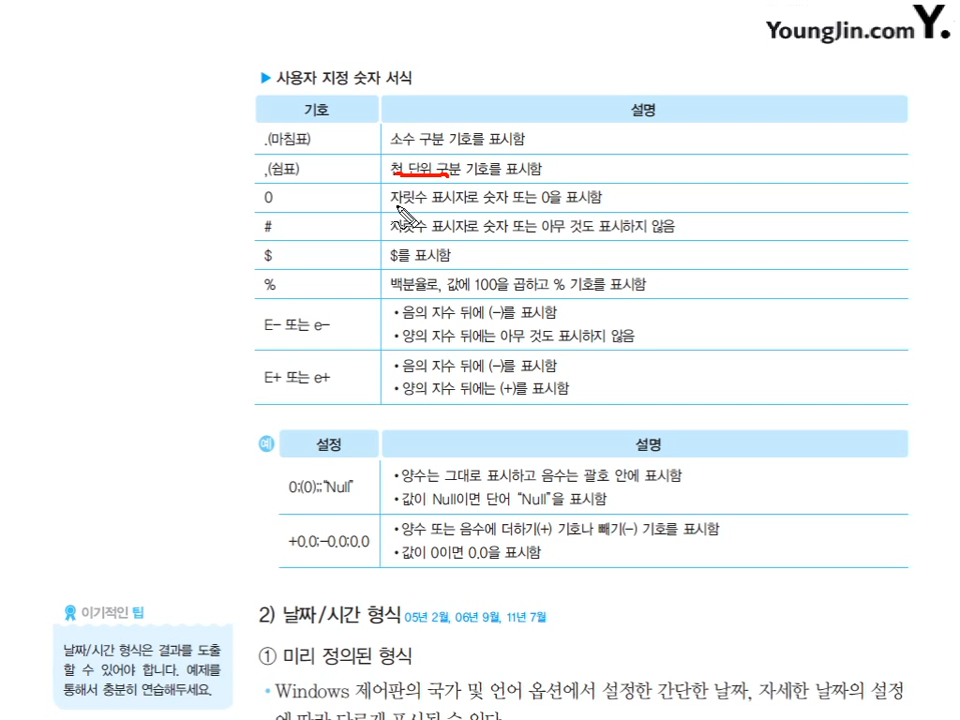 YoungJin.com Y.
▶ 사용자 지정 숫자 서식
기호 설명
.(마침표) 소수 구분 기호를 표시함
,(쉼표) 천 단위 구분 기호를 표시함
0 자릿수 표시자로 숫자 또는 0을 표시함
# 자릿수 표시자로 숫자 또는 아무 것도 표시하지 않음
$ $를 표시함
% 백분율로, 값에 100을 곱하고 % 기호를 표시함
E- 또는 e-
• 음의 지수 뒤에 (-)를 표시함
• 양의 지수 뒤에는 아무 것도 표시하지 않음
E+ 또는 e+
• 음의 지수 뒤에 (-)를 표시함
• 양의 지수 뒤에는 (+)를 표시함
예 설정 설명
0;(0);;"Null"
• 양수는 그대로 표시하고 음수는 괄호 안에 표시함
• 값이 Null이면 단어 “Null”을 표시함
+0.0;-0.0;0.0
• 양수 또는 음수에 더하기(+) 기호나 빼기(-) 기호를 표시함
• 값이 0이면 0.0을 표시함
이기적인 팁
날짜/시간 형식은 결과를 도출
할 수 있어야 합니다. 예제를
통해서 충분히 연습해두세요.
2) 날짜/시간 형식 05년 2월, 06년 9월, 11년 7월
① 미리 정의된 형식
• Windows 제어판의 국가 및 언어 옵션에서 설정한 간단한 날짜, 자세한 날짜의 설정
에 따라 다르게 표시될 수 있다.